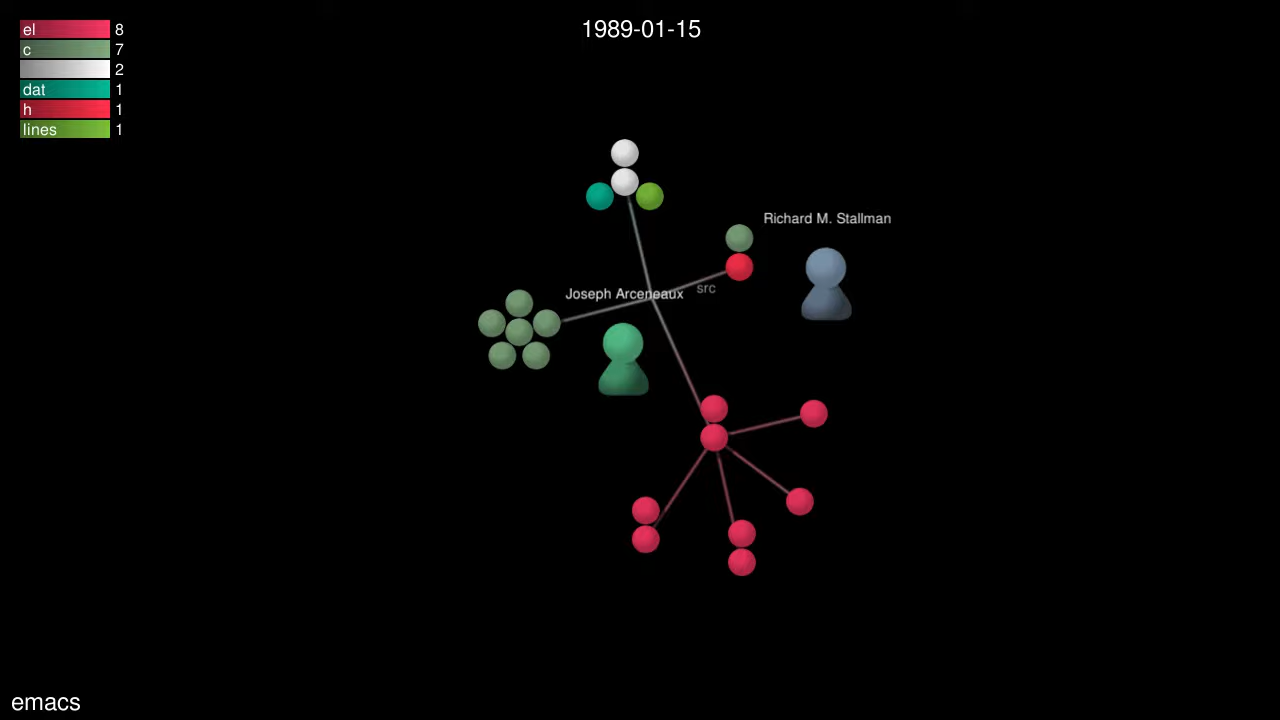 1989-01-15
el 8
c 7
2
dat 1
h 1
lines 1
Richard M. Stallman
Joseph Arceneaux
src
emacs